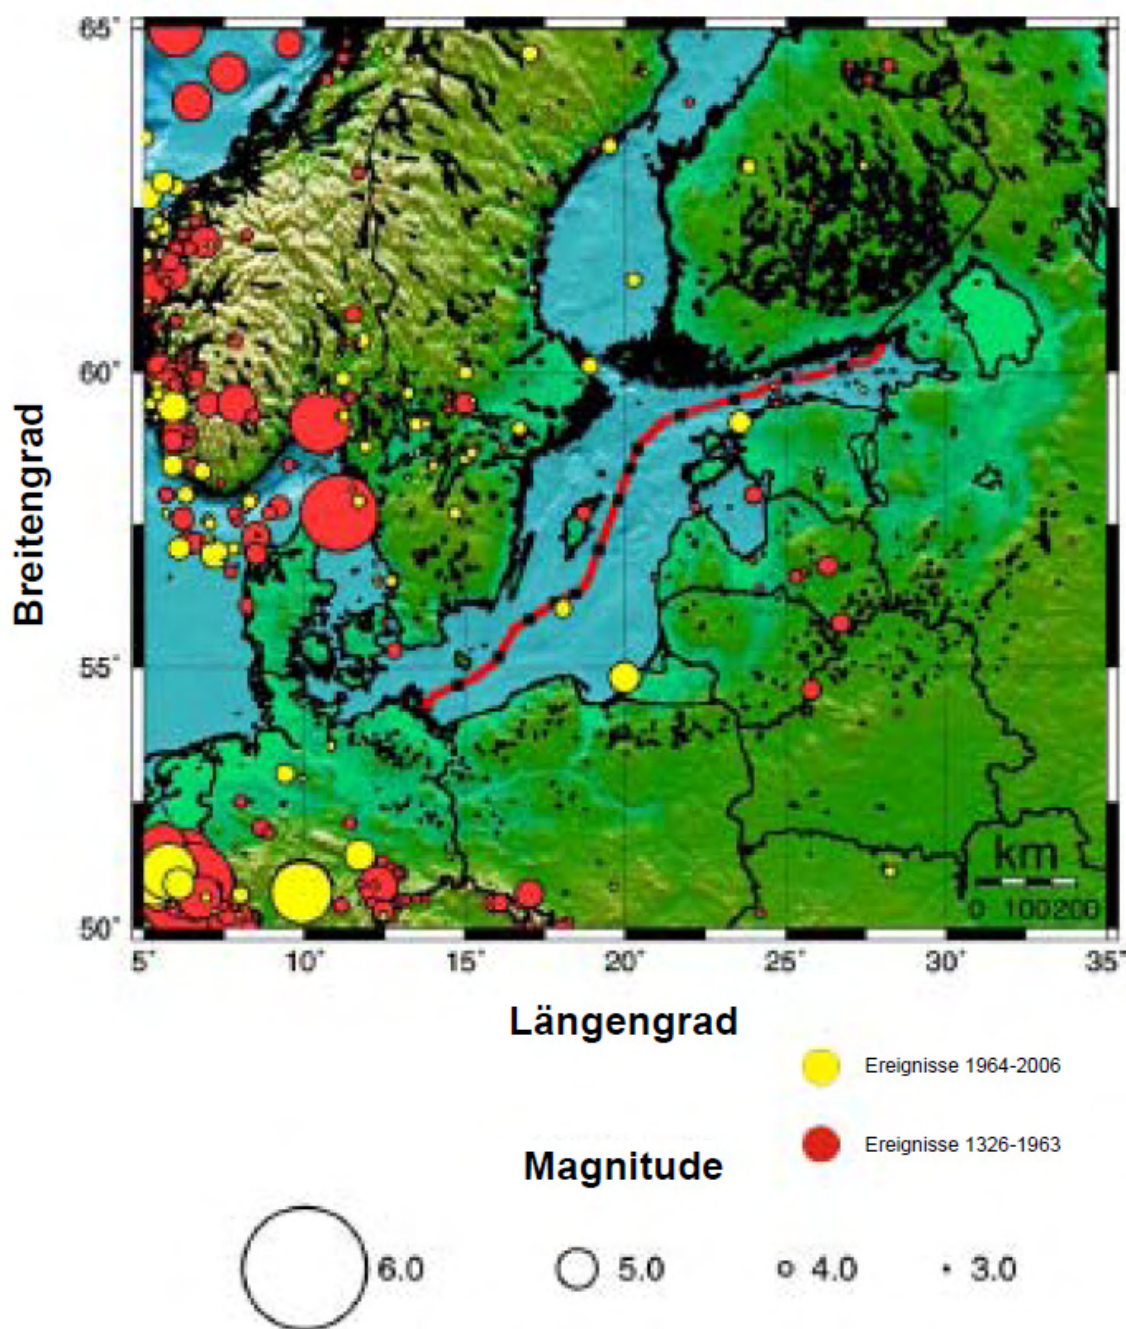 65°
60°
55°
50°
Breitengrad
km
0 100200
5° 10° 15° 20° 25° 30° 35°
Längengrad
Ereignisse 1964-2006
Ereignisse 1326-1963
Magnitude
6.0 5.0 4.0 3.0